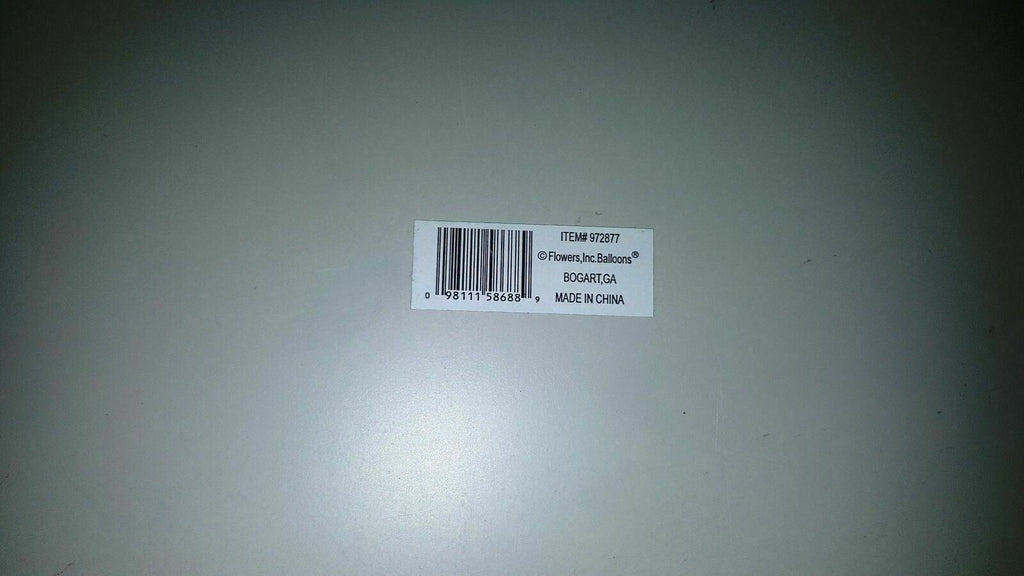 ITEM# 972877
©Flowers,Inc.Balloons®
BOGART,GA
MADE IN CHINA
0 98111 58688 9